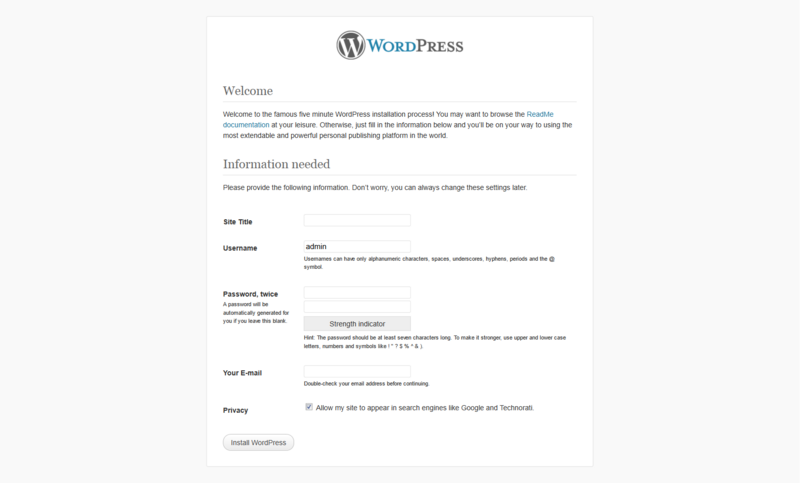 WORDPRESS
Welcome
Welcome to the famous five minute WordPress installation process! You may want to browse the ReadMe
documentation at your leisure. Otherwise, just fill in the information below and you'll be on your way to using the
most extendable and powerful personal publishing platform in the world.
Information needed
Please provide the following information. Don't worry, you can always change these settings later.
Site Title
Username
admin
Usernames can have only alphanumeric characters, spaces, underscores, hyphens, periods and the @
symbol.
Password, twice
A password will be
automatically generated for
you if you leave this blank.
Strength indicator
Hint: The password should be at least seven characters long. To make it stronger, use upper and lower case
letters, numbers and symbols like ! " ? $ % ^ & ).
Your E-mail
Double-check your email address before continuing.
Privacy
Allow my site to appear in search engines like Google and Technorati.
Install WordPress